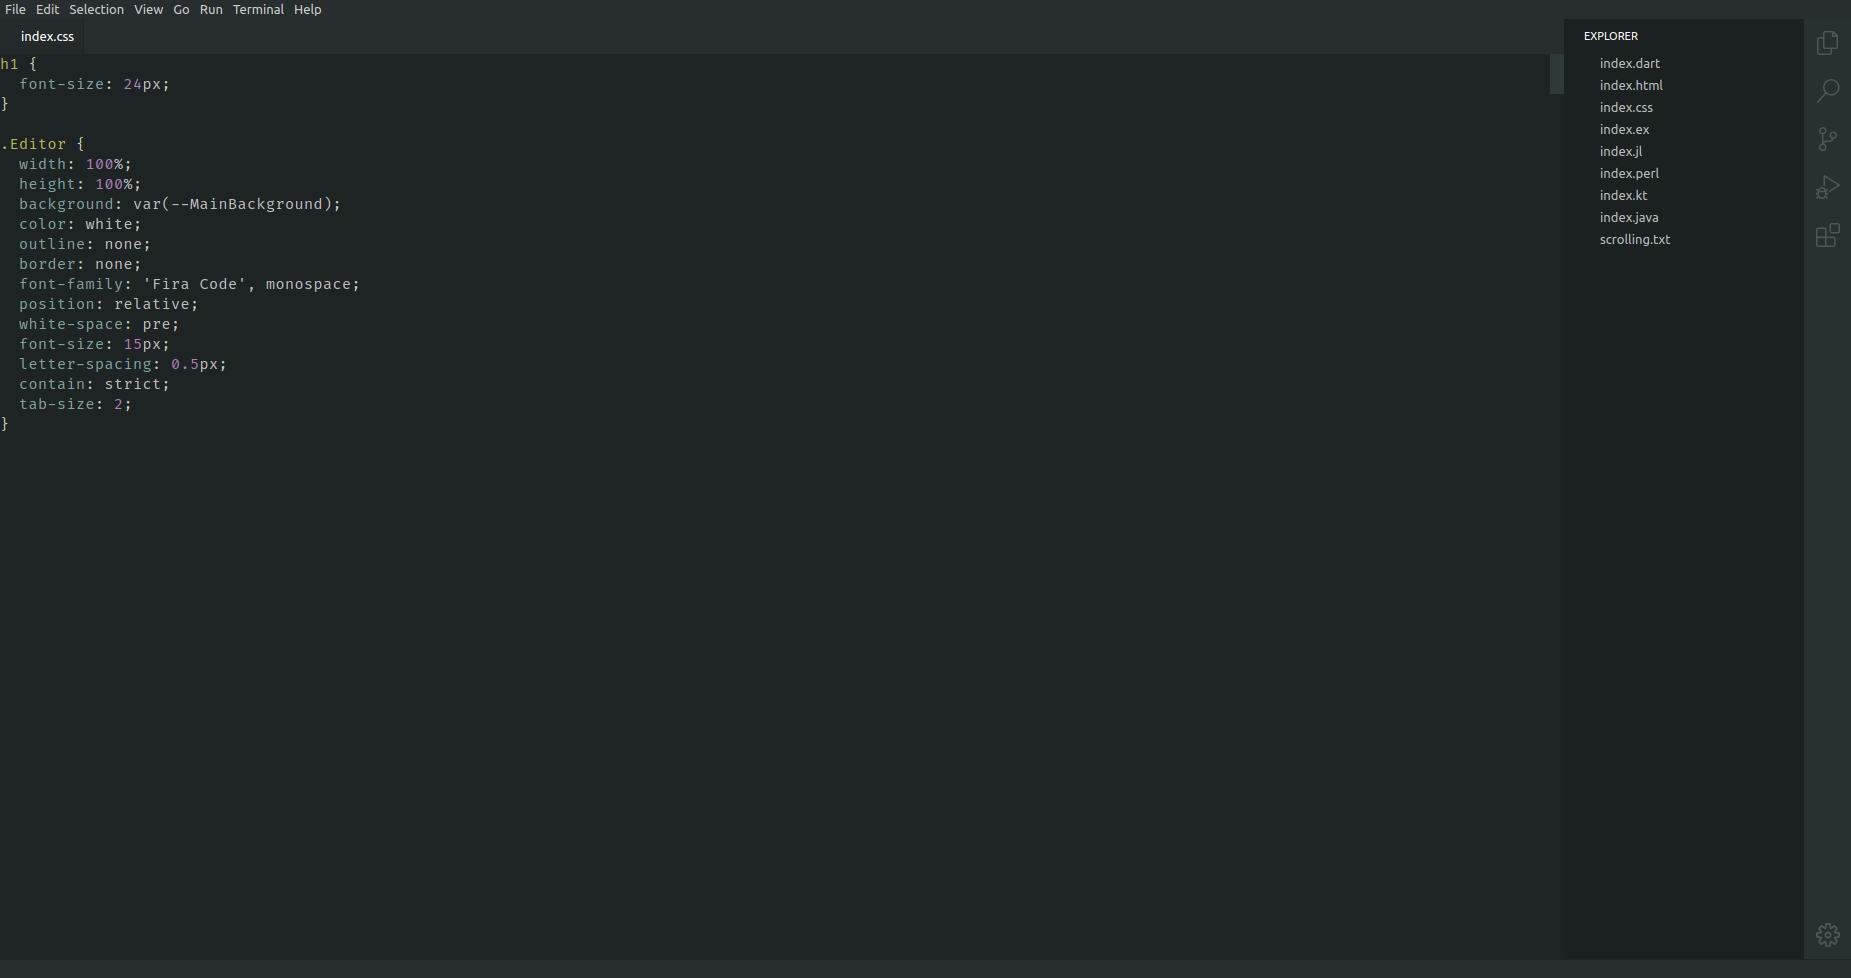 File Edit Selection View Go Run Terminal Help
index.css
h1 {
  font-size: 24px;
}

.Editor {
  width: 100%;
  height: 100%;
  background: var(--MainBackground);
  color: white;
  outline: none;
  border: none;
  font-family: 'Fira Code', monospace;
  position: relative;
  white-space: pre;
  font-size: 15px;
  letter-spacing: 0.5px;
  contain: strict;
  tab-size: 2;
}
EXPLORER
index.dart
index.html
index.css
index.ex
index.jl
index.perl
index.kt
index.java
scrolling.txt